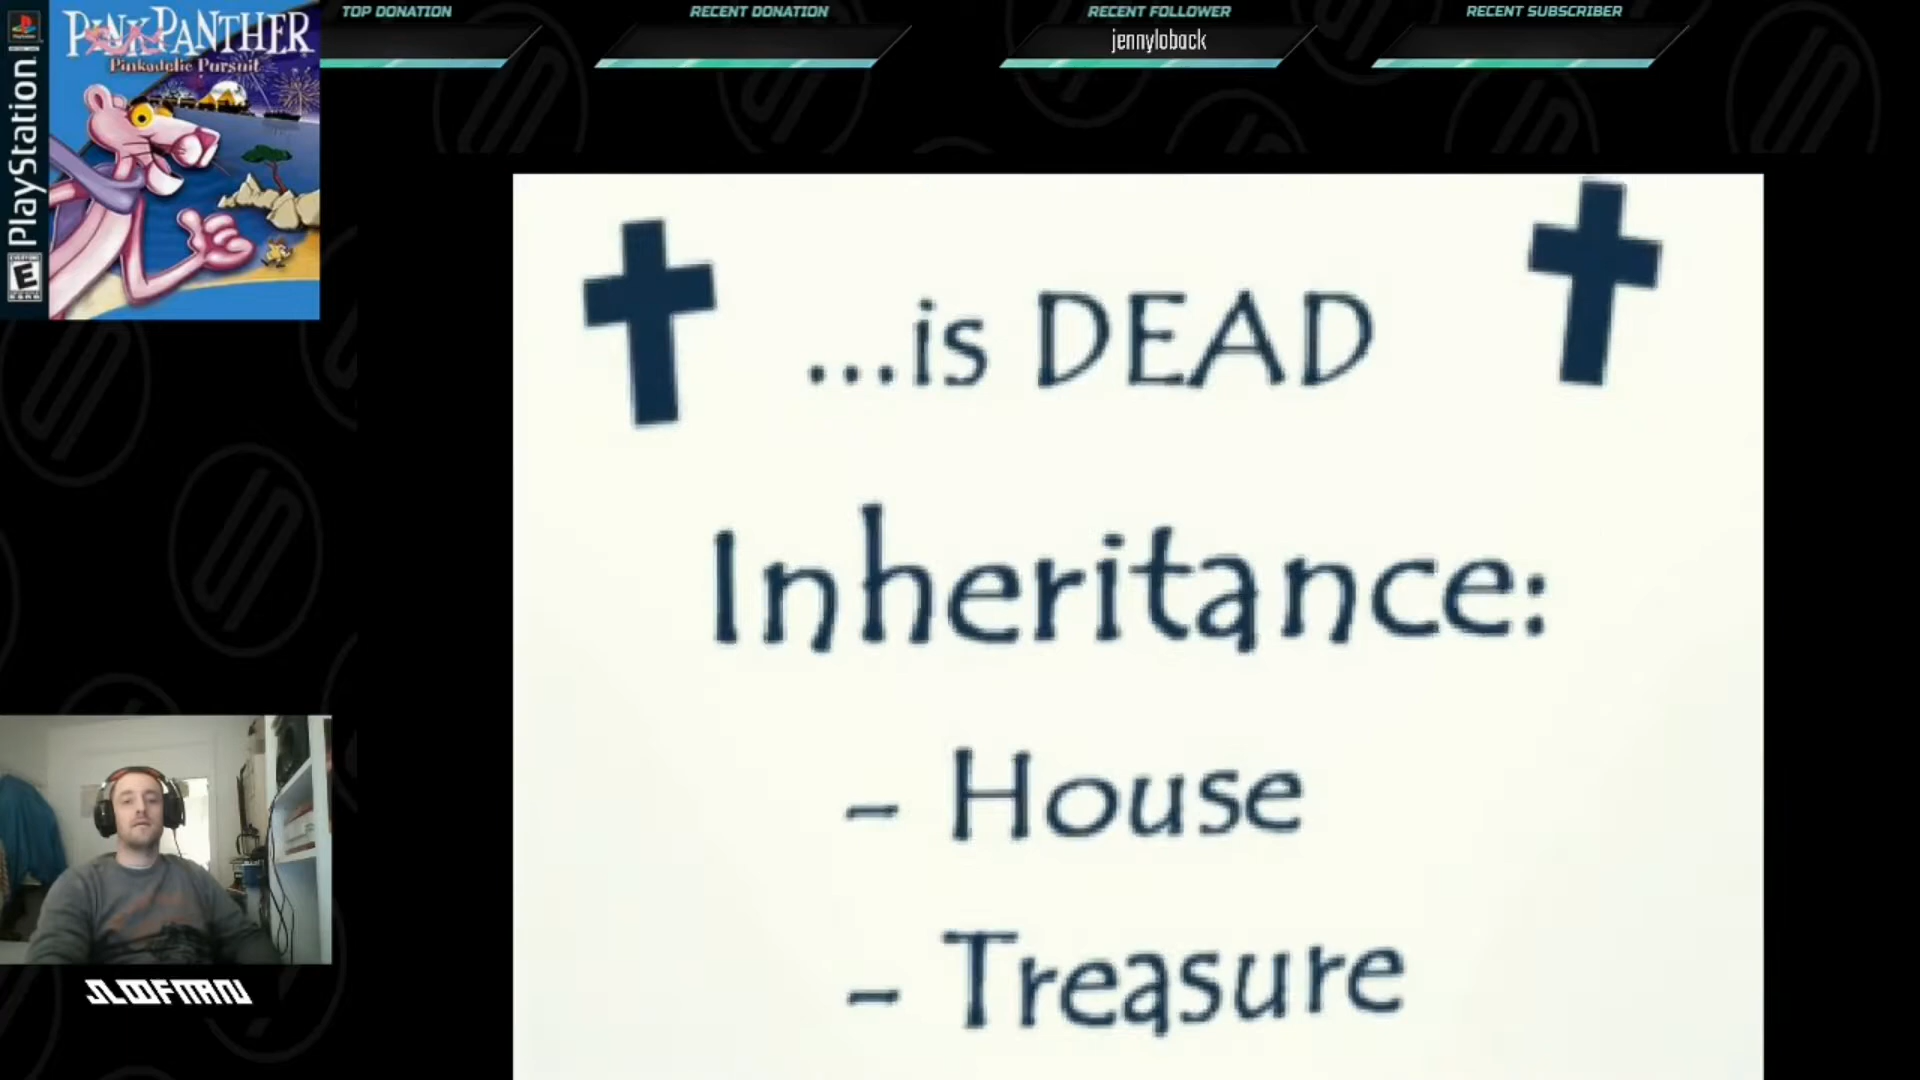 TOP DONATION
RECENT DONATION
RECENT FOLLOWER
RECENT SUBSCRIBER
jennyloback
PlayStation
PINK PANTHER
Pinkadelic Pursuit
E
...is DEAD
Inheritance:
- House
- Treasure
SLOOFMAN